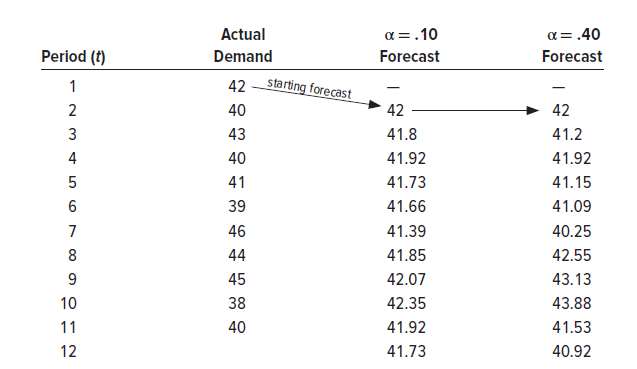 Actual α = .10 α = .40
Period (t) Demand Forecast Forecast
1 42 starting forecast — —
2 40 42 42
3 43 41.8 41.2
4 40 41.92 41.92
5 41 41.73 41.15
6 39 41.66 41.09
7 46 41.39 40.25
8 44 41.85 42.55
9 45 42.07 43.13
10 38 42.35 43.88
11 40 41.92 41.53
12 41.73 40.92